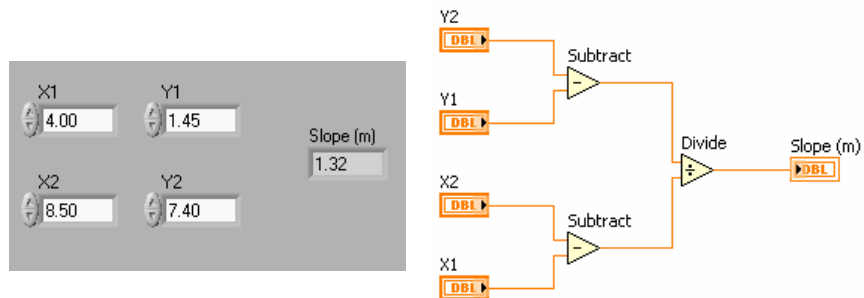 X1 Y1
4.00 1.45
Slope (m)
1.32
X2 Y2
8.50 7.40
Y2
DBL
Subtract
-
Y1
DBL
Divide
÷
Slope (m)
DBL
X2
DBL
Subtract
-
X1
DBL